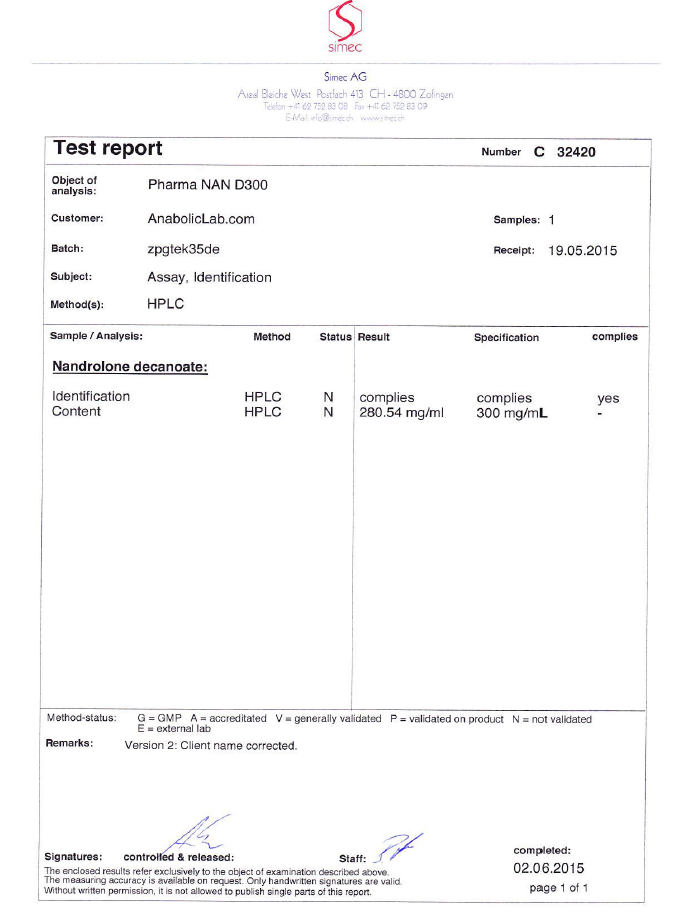 simec
Simec AG
Areal Bleiche West Postfach 413 CH - 4800 Zofingen
Telefon +41 62 752 83 08 Fax +41 62 752 83 09
E-Mail: info@simec.ch www.simec.ch
Test report Number C 32420
Object of analysis: Pharma NAN D300
Customer: AnabolicLab.com Samples: 1
Batch: zpgtek35de Receipt: 19.05.2015
Subject: Assay, Identification
Method(s): HPLC
Sample / Analysis: Method Status Result Specification complies
Nandrolone decanoate:
Identification HPLC N complies complies yes
Content HPLC N 280.54 mg/ml 300 mg/mL -
Method-status: G = GMP A = accreditated V = generally validated P = validated on product N = not validated
E = external lab
Remarks: Version 2: Client name corrected.
Signatures: controlled & released: Staff: completed:
02.06.2015
The enclosed results refer exclusively to the object of examination described above.
The measuring accuracy is available on request. Only handwritten signatures are valid.
Without written permission, it is not allowed to publish single parts of this report.
page 1 of 1